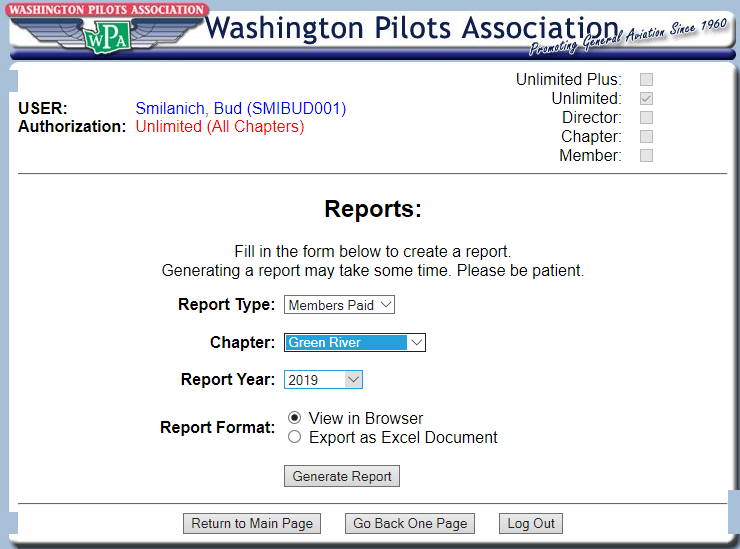 WASHINGTON PILOTS ASSOCIATION
WPA
Washington Pilots Association
Promoting General Aviation Since 1960
Unlimited Plus:
USER: Smilanich, Bud (SMIBUD001)
Unlimited:
Authorization: Unlimited (All Chapters)
Director:
Chapter:
Member:
Reports:
Fill in the form below to create a report.
Generating a report may take some time. Please be patient.
Report Type: Members Paid
Chapter: Green River
Report Year: 2019
Report Format: View in Browser
Export as Excel Document
Generate Report
Return to Main Page Go Back One Page Log Out